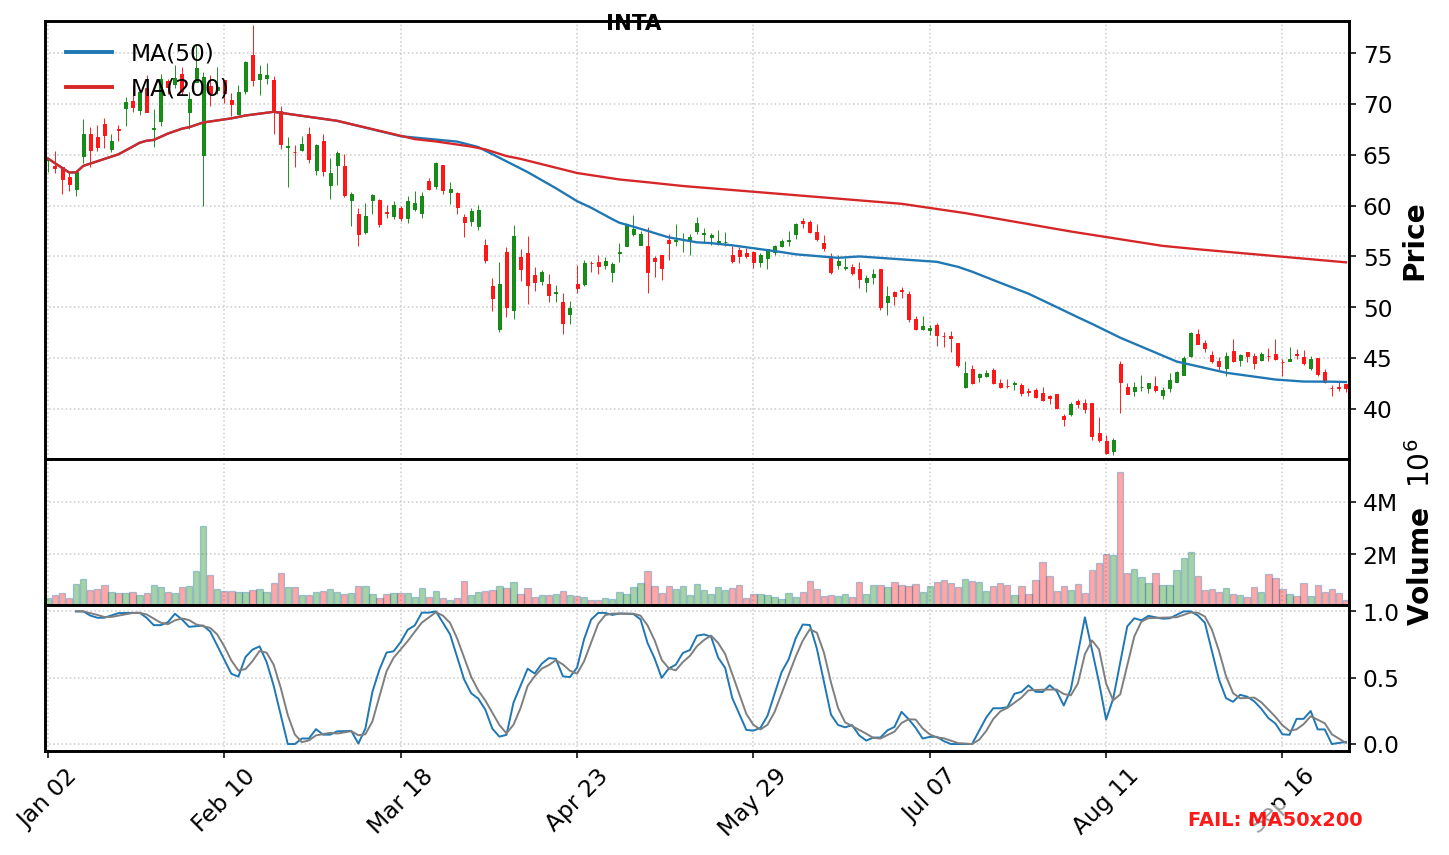 INTA
MA(50)
MA(200)
75
70
65
60
55
50
45
40
Price
4M
2M
Volume 10^6
1.0
0.5
0.0
Jan 02
Feb 10
Mar 18
Apr 23
May 29
Jul 07
Aug 11
Sep 16
FAIL: MA50x200